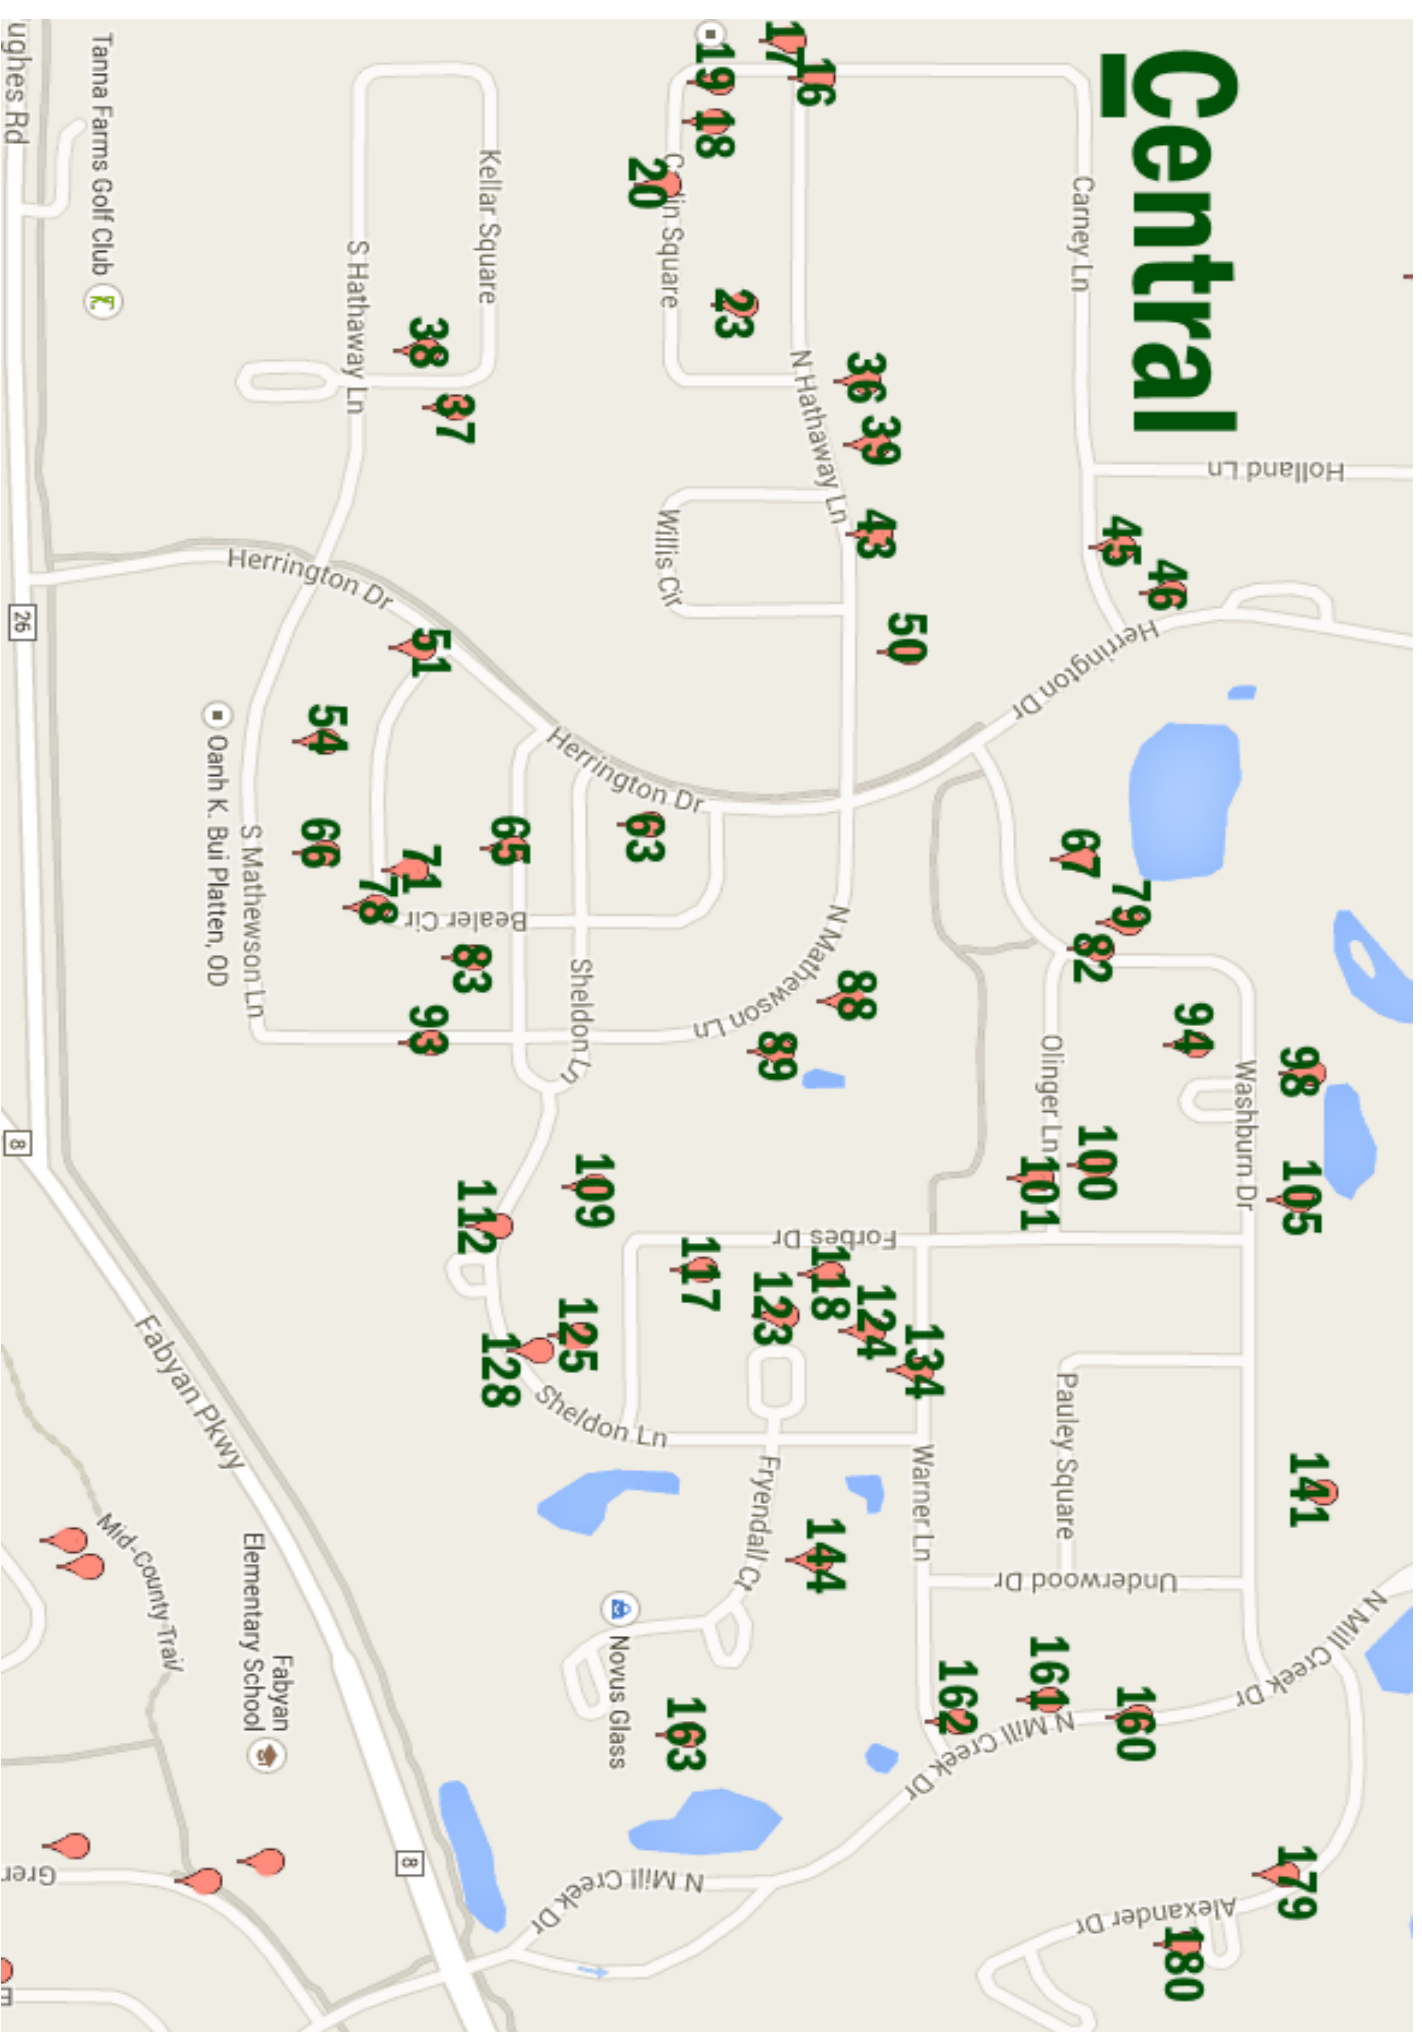 Central
Carney Ln
Holland Ln
Herrington Dr
17
16
19
18
20
23
Kellar Square
N Hathaway Ln
36
39
43
45
46
50
Willis Cir
38
37
S Hathaway Ln
Tanna Farms Golf Club
Herrington Dr
26
51
54
66
71
78
65
63
83
93
Herrington Dr
Bealer Cir
Sheldon Ln
S Mathewson Ln
Oanh K. Bui Platten, OD
N Mathewson Ln
88
89
67
79
82
94
98
100
101
105
Olinger Ln
Washburn Dr
109
112
117
118
123
124
125
128
134
Forbes Dr
Sheldon Ln
Warner Ln
Fryendall Ct
Pauley Square
Underwood Dr
141
144
Novus Glass
160
161
162
163
N Mill Creek Dr
N Mill Creek Dr
N Mill Creek Dr
179
180
Alexander Dr
8
Fabyan Pkwy
Mid-County Trail
Fabyan
Elementary School
8